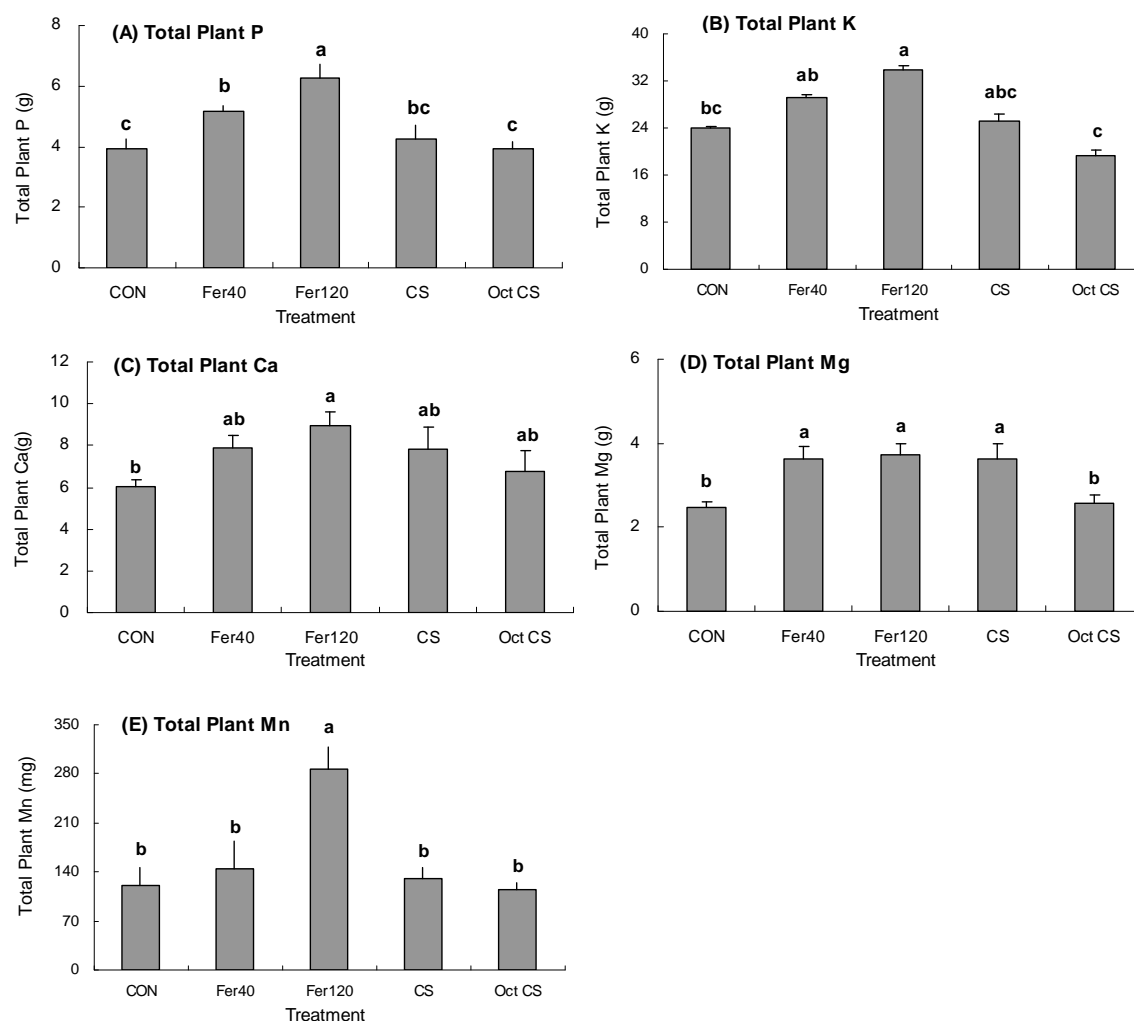 (A) Total Plant P
Total Plant P (g)
8
6
4
2
0
c
b
a
bc
c
CON Fer40 Fer120 CS Oct CS
Treatment
(B) Total Plant K
Total Plant K (g)
40
32
24
16
8
0
bc
ab
a
abc
c
CON Fer40 Fer120 CS Oct CS
Treatment
(C) Total Plant Ca
Total Plant Ca(g)
12
10
8
6
4
2
0
b
ab
a
ab
ab
CON Fer40 Fer120 CS Oct CS
Treatment
(D) Total Plant Mg
Total Plant Mg (g)
6
4
2
0
b
a
a
a
b
CON Fer40 Fer120 CS Oct CS
Treatment
(E) Total Plant Mn
Total Plant Mn (mg)
350
280
210
140
70
0
b
b
a
b
b
CON Fer40 Fer120 CS Oct CS
Treatment